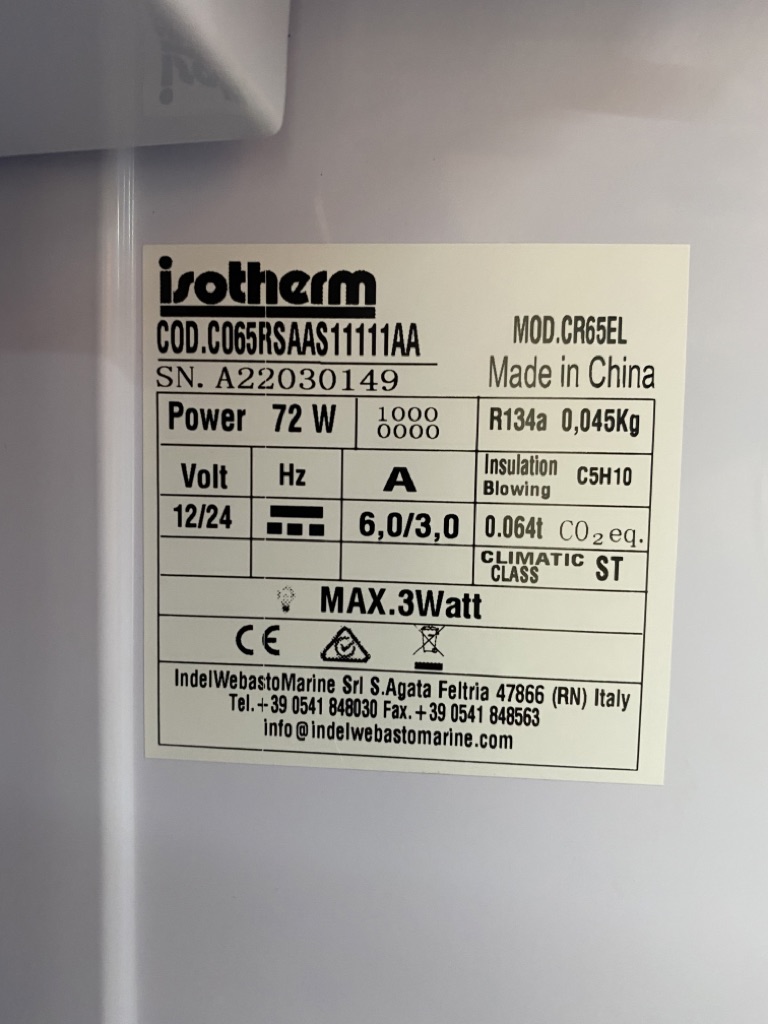 isotherm
COD.C065RSAAS11111AA
MOD.CR65EL
SN. A22030149
Made in China
Power 72 W
1000
0000
R134a 0,045Kg
Volt
Hz
A
Insulation
Blowing
C5H10
12/24
6,0/3,0
0.064t CO₂eq.
CLIMATIC
CLASS
ST
MAX.3Watt
CE
IndelWebastoMarine Srl S.Agata Feltria 47866 (RN) Italy
Tel.+39 0541 848030 Fax.+39 0541 848563
info@indelwebastomarine.com